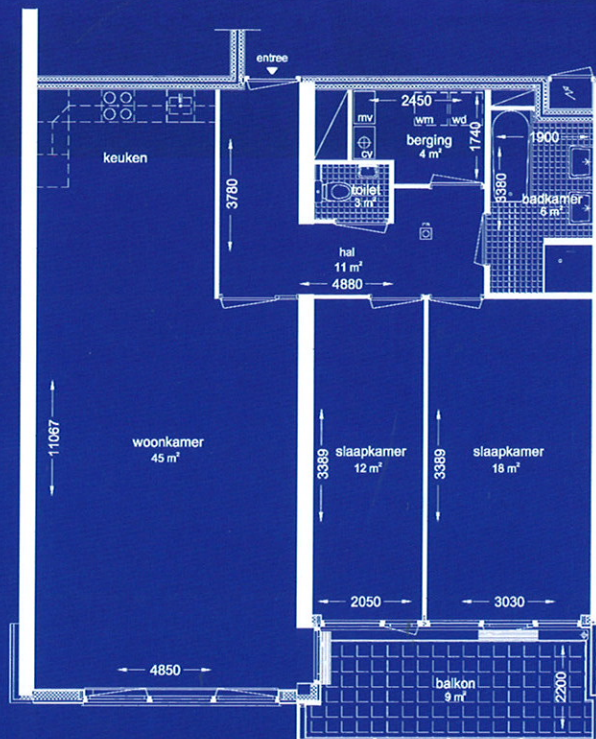 entree
2450
mv
wm
wd
berging
4 m²
1740
cv
1900
keuken
3780
toilet
3 m²
3380
badkamer
6 m²
hal
11 m²
4880
11067
woonkamer
45 m²
3389
slaapkamer
12 m²
3389
slaapkamer
18 m²
2050
3030
4850
balkon
9 m²
2200